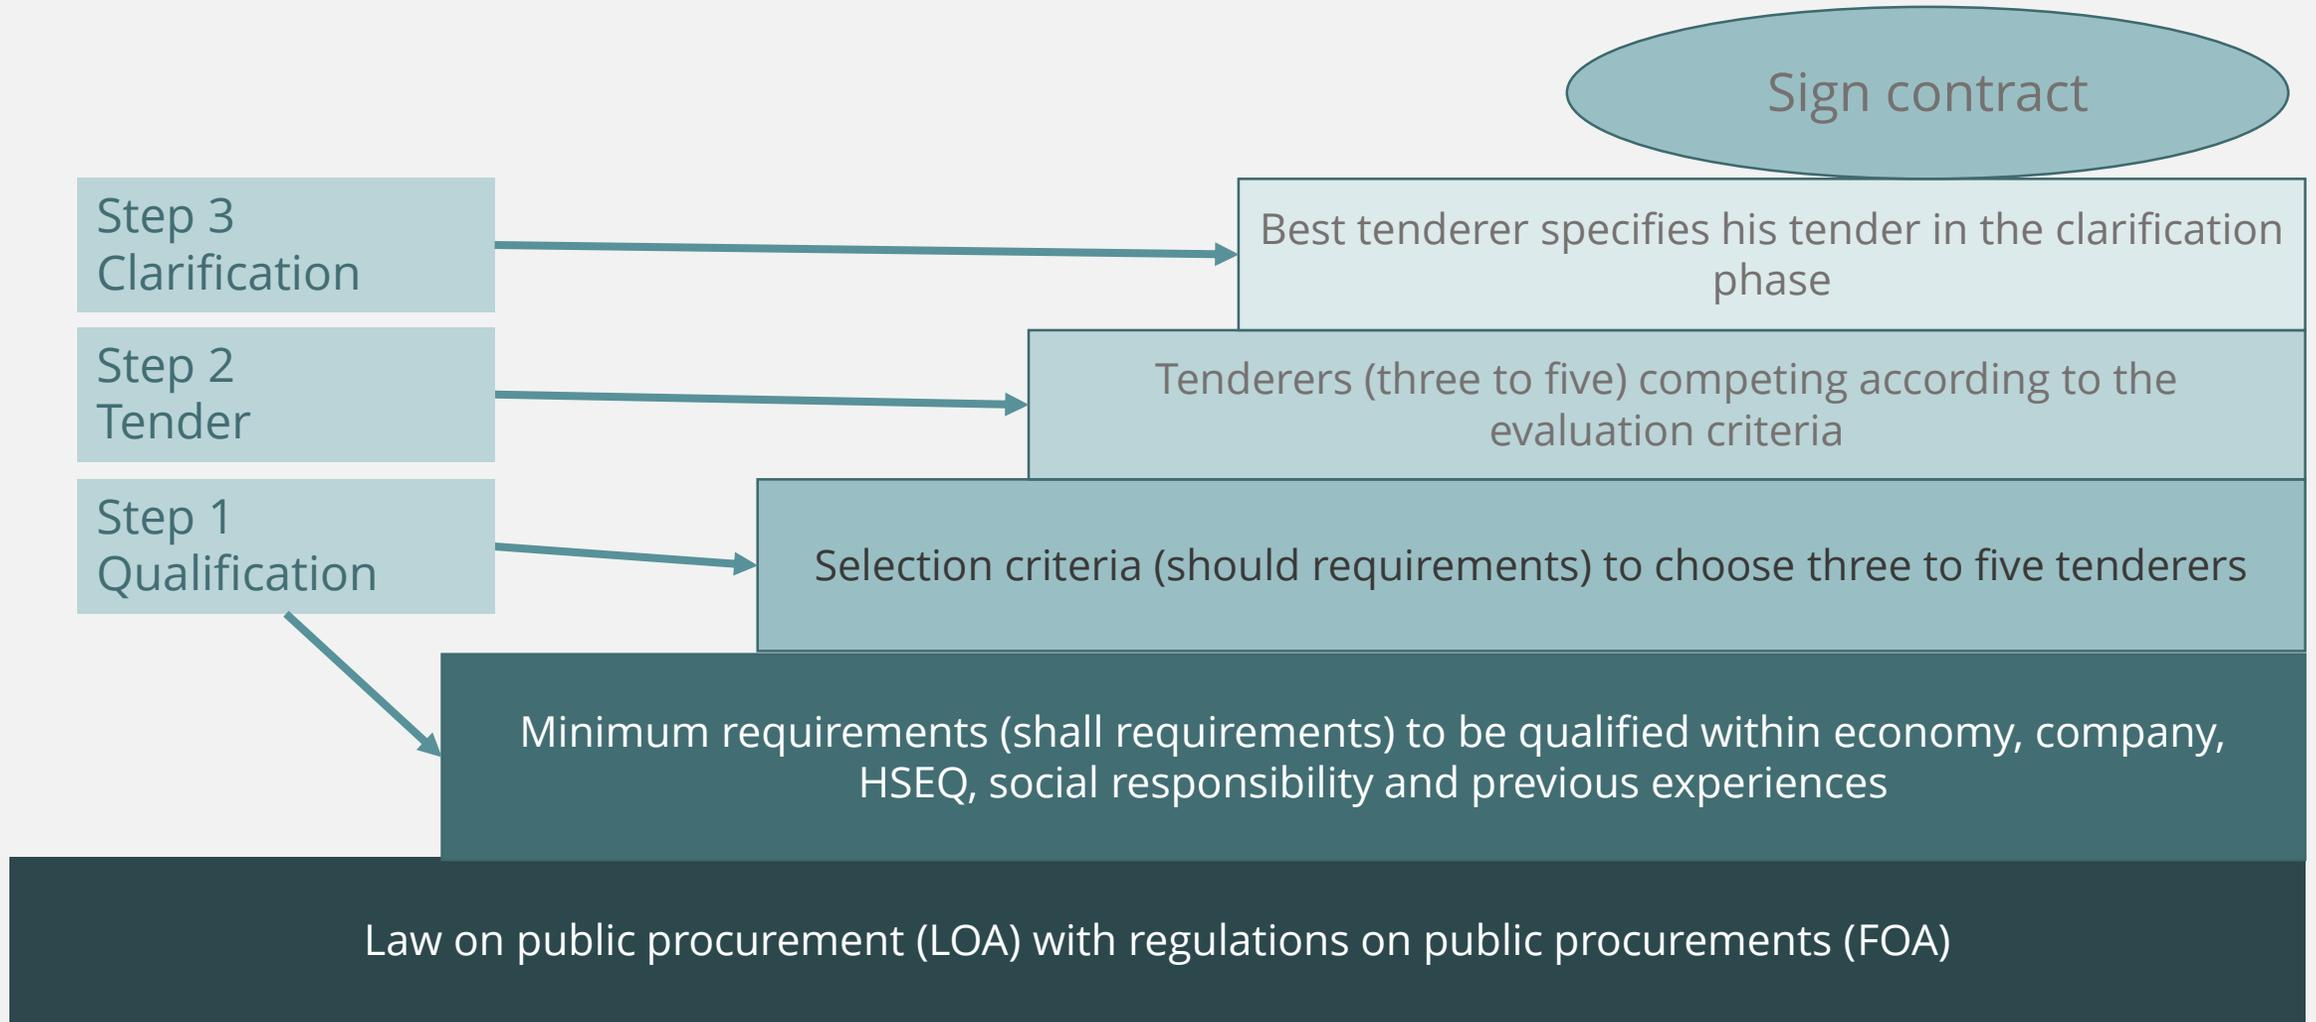 Sign contract
Step 3
Clarification
Best tenderer specifies his tender in the clarification
phase
Step 2
Tender
Tenderers (three to five) competing according to the
evaluation criteria
Step 1
Qualification
Selection criteria (should requirements) to choose three to five tenderers
Minimum requirements (shall requirements) to be qualified within economy, company,
HSEQ, social responsibility and previous experiences
Law on public procurement (LOA) with regulations on public procurements (FOA)